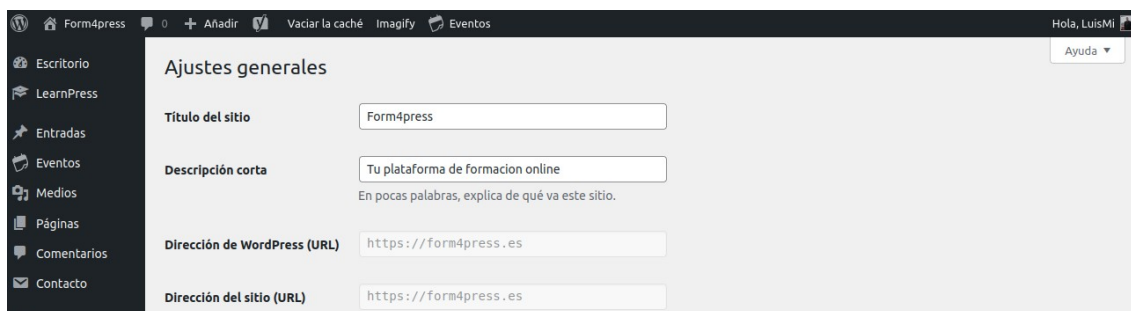 Form4press 0 + Añadir Vaciar la caché Imagify Eventos Hola, LuisMi
Ayuda ▼
Escritorio
LearnPress
Entradas
Eventos
Medios
Páginas
Comentarios
Contacto
Ajustes generales
Título del sitio Form4press
Descripción corta Tu plataforma de formacion online
En pocas palabras, explica de qué va este sitio.
Dirección de WordPress (URL) https://form4press.es
Dirección del sitio (URL) https://form4press.es